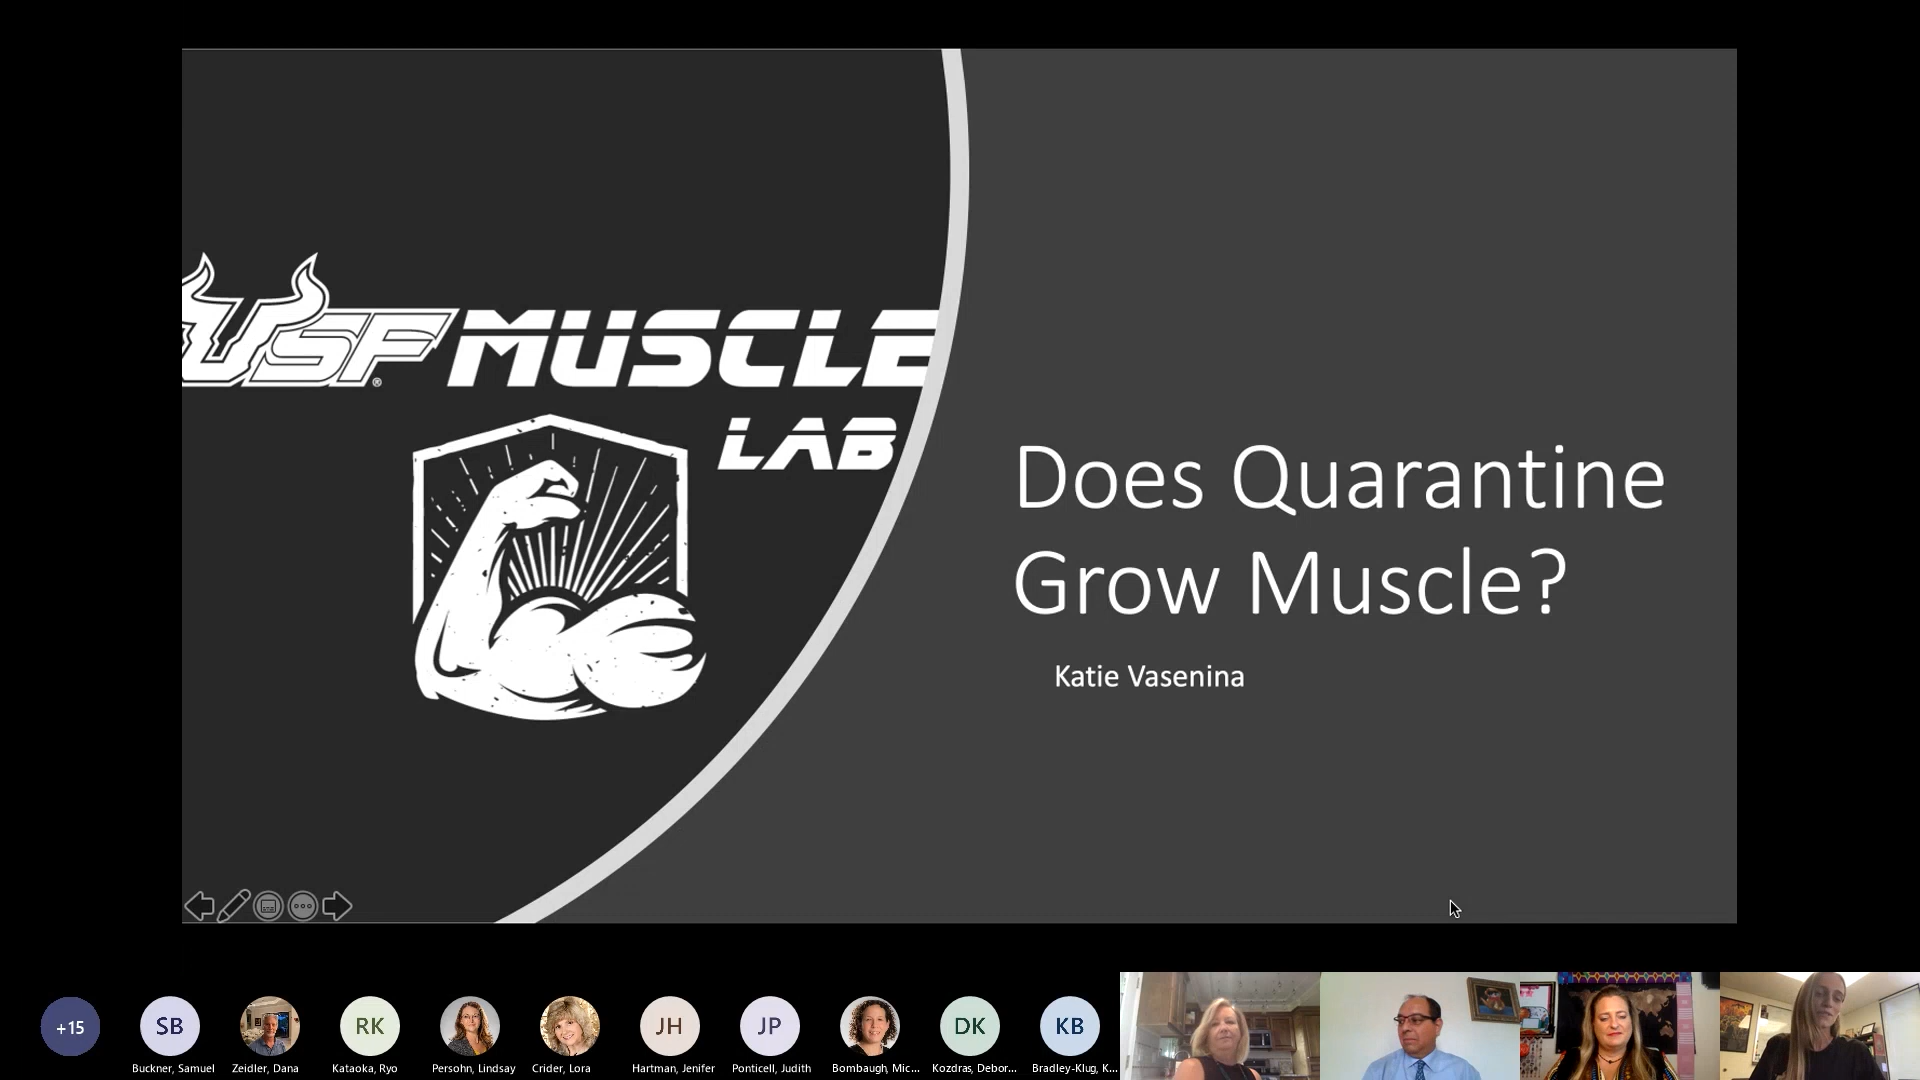 USF MUSCLE
®
LAB
Does Quarantine
Grow Muscle?
Katie Vasenina
+15
SB
RK
JH
JP
DK
KB
Buckner, Samuel
Zeidler, Dana
Kataoka, Ryo
Persohn, Lindsay
Crider, Lora
Hartman, Jenifer
Ponticell, Judith
Bombaugh, Mic...
Kozdras, Debor...
Bradley-Klug, K...